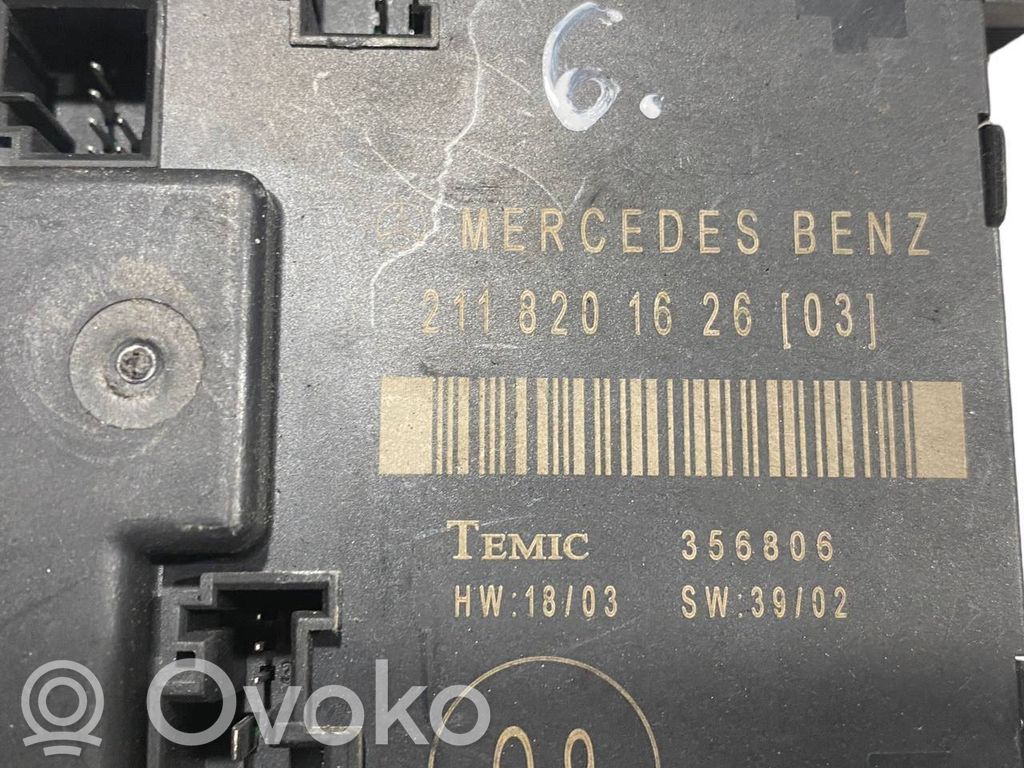 6.
MERCEDES BENZ
211 820 16 26 [03]
TEMIC 356806
HW:18/03 SW:39/02
Ovoko